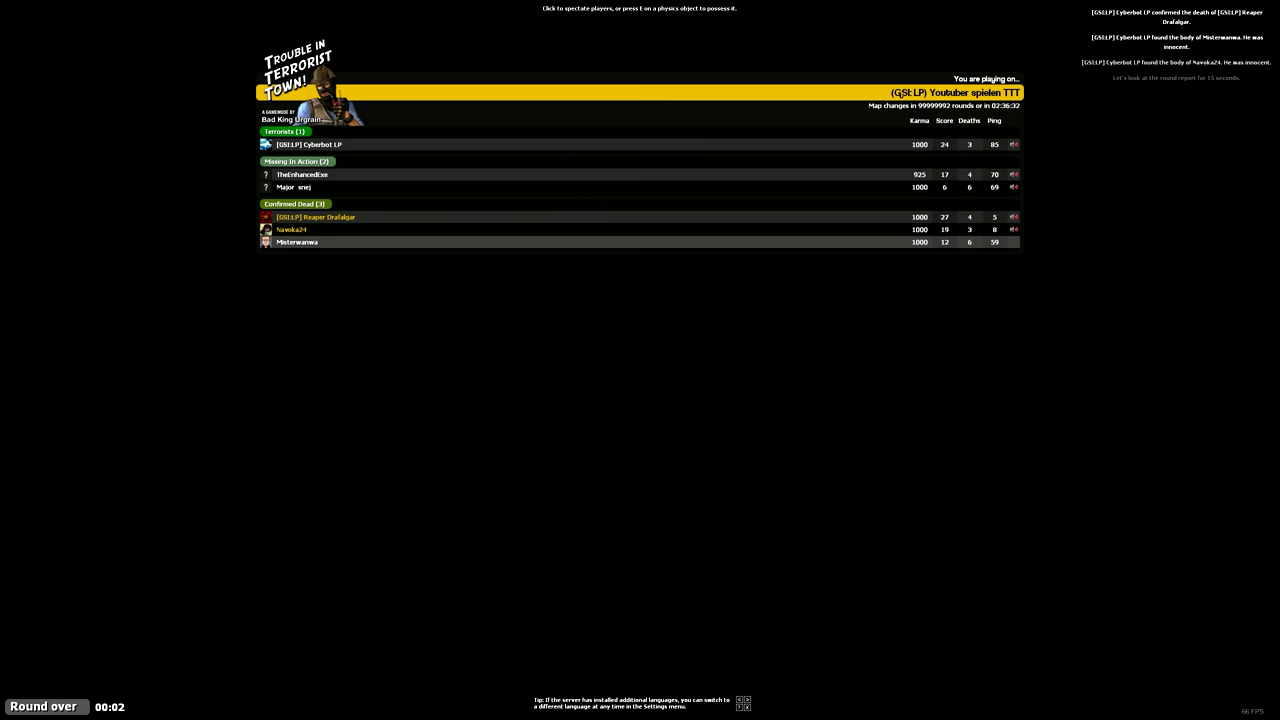 Click to spectate players, or press E on a physics object to possess it.
[GSI:LP] Cyberbot LP confirmed the death of [GSI:LP] Reaper
Drafalgar.
[GSI:LP] Cyberbot LP found the body of Misterwanwa. He was
innocent.
[GSI:LP] Cyberbot LP found the body of Navoka24. He was innocent.
Let's look at the round report for 15 seconds.
TROUBLE IN
TERRORIST
TOWN!
You are playing on...
(GSI:LP) Youtuber spielen TTT
A GAMEMODE BY
Bad King Urgrain
Map changes in 99999992 rounds or in 02:36:32
Karma Score Deaths Ping
Terrorists (1)
[GSI:LP] Cyberbot LP 1000 24 3 85
Missing In Action (2)
? TheEnhancedExe 925 17 4 70
? Major snej 1000 6 6 69
Confirmed Dead (3)
[GSI:LP] Reaper Drafalgar 1000 27 4 5
Navoka24 1000 19 3 8
Misterwanwa 1000 12 6 59
Round over 00:02
Tip: If the server has installed additional languages, you can switch to
a different language at any time in the Settings menu.
66 FPS